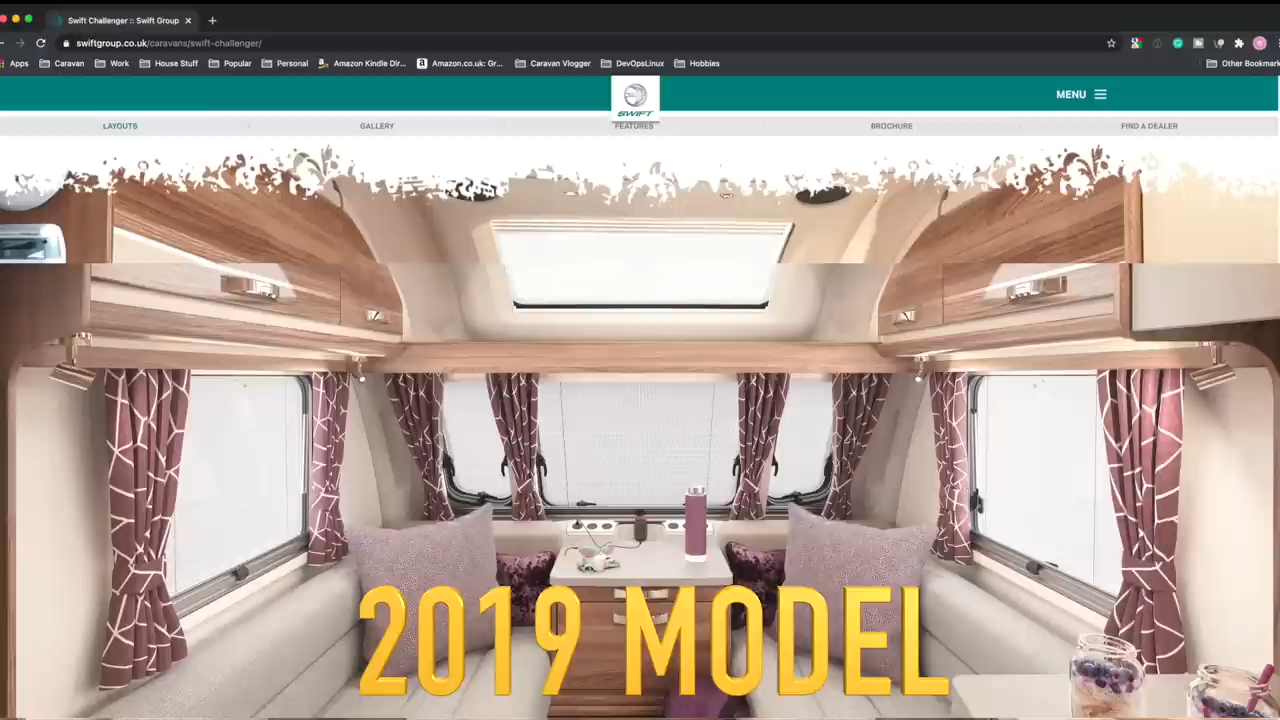 Swift Challenger :: Swift Group
swiftgroup.co.uk/caravans/swift-challenger/
Apps Caravan Work House Stuff Popular Personal Amazon Kindle Dir... Amazon.co.uk: Gr... Caravan Vlogger DevOpsLinux Hobbies Other Bookmark
MENU
SWIFT
LAYOUTS GALLERY FEATURES BROCHURE FIND A DEALER
2019 MODEL